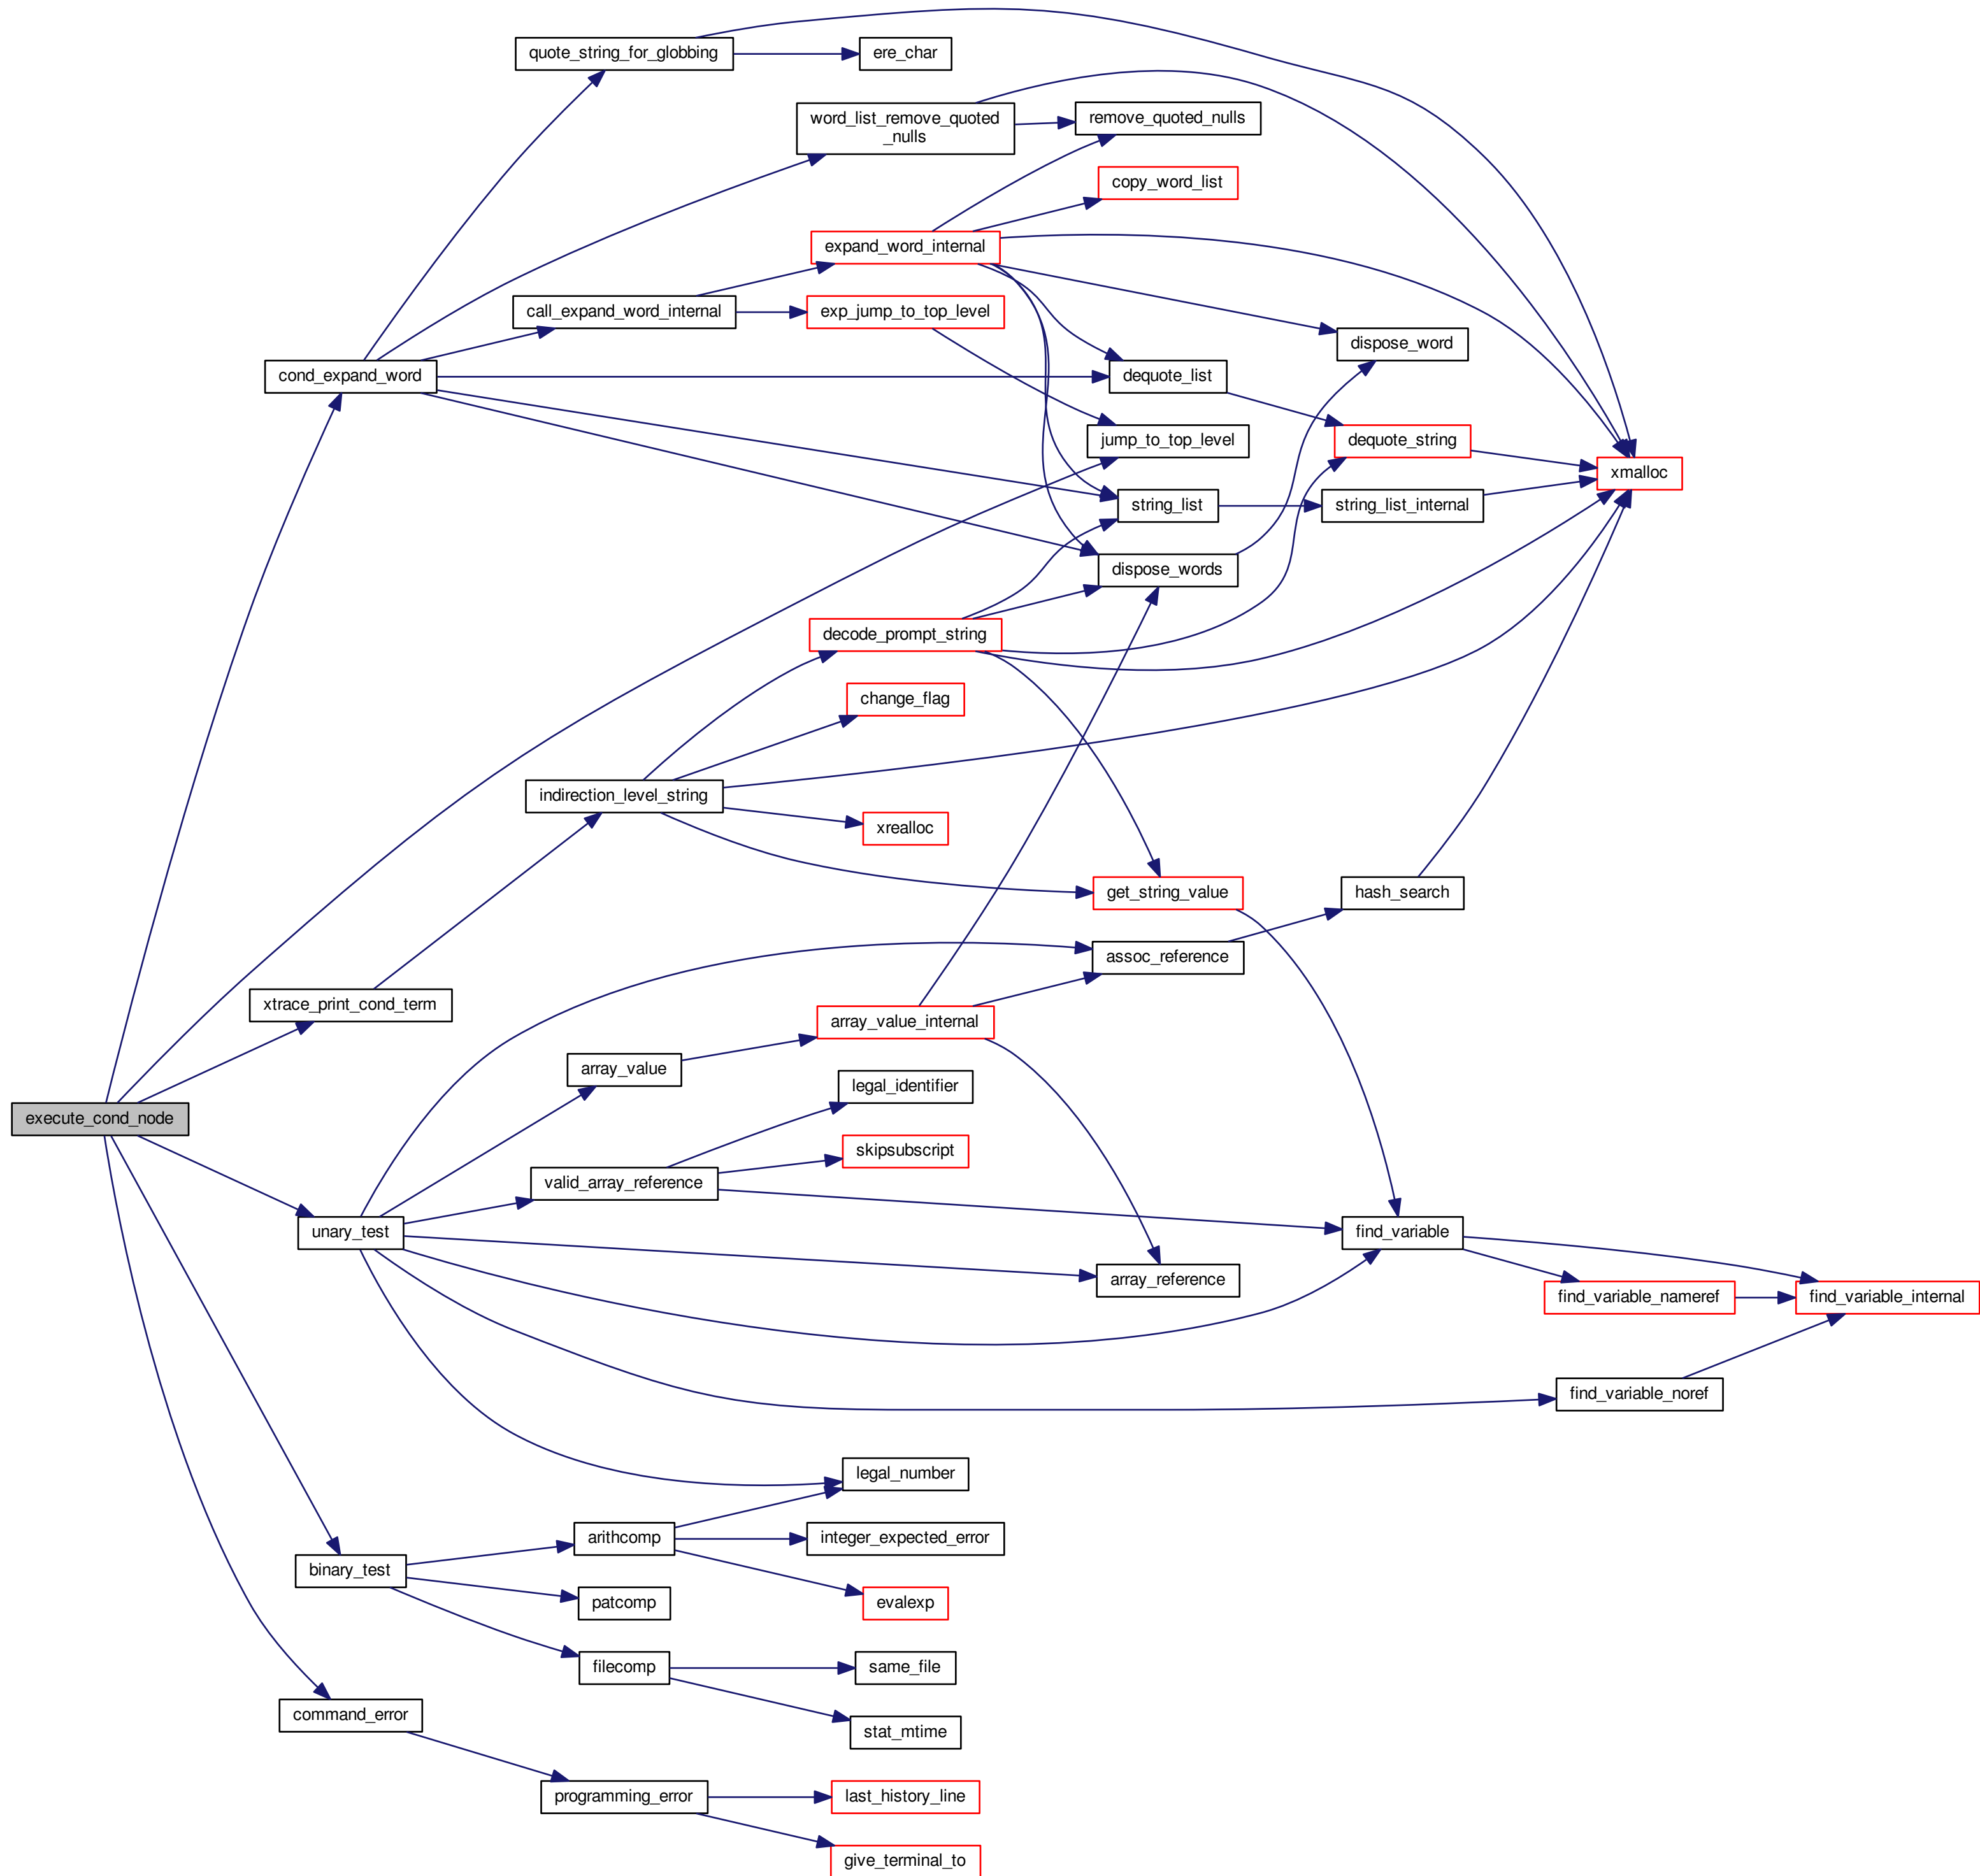 quote_string_for_globbing
ere_char
word_list_remove_quoted
_nulls
remove_quoted_nulls
copy_word_list
expand_word_internal
call_expand_word_internal
exp_jump_to_top_level
dispose_word
cond_expand_word
dequote_list
jump_to_top_level
dequote_string
xmalloc
string_list
string_list_internal
dispose_words
decode_prompt_string
change_flag
indirection_level_string
xrealloc
get_string_value
hash_search
assoc_reference
xtrace_print_cond_term
array_value_internal
array_value
legal_identifier
execute_cond_node
skipsubscript
valid_array_reference
unary_test
find_variable
array_reference
find_variable_nameref
find_variable_internal
find_variable_noref
legal_number
arithcomp
integer_expected_error
binary_test
patcomp
evalexp
filecomp
same_file
command_error
stat_mtime
programming_error
last_history_line
give_terminal_to